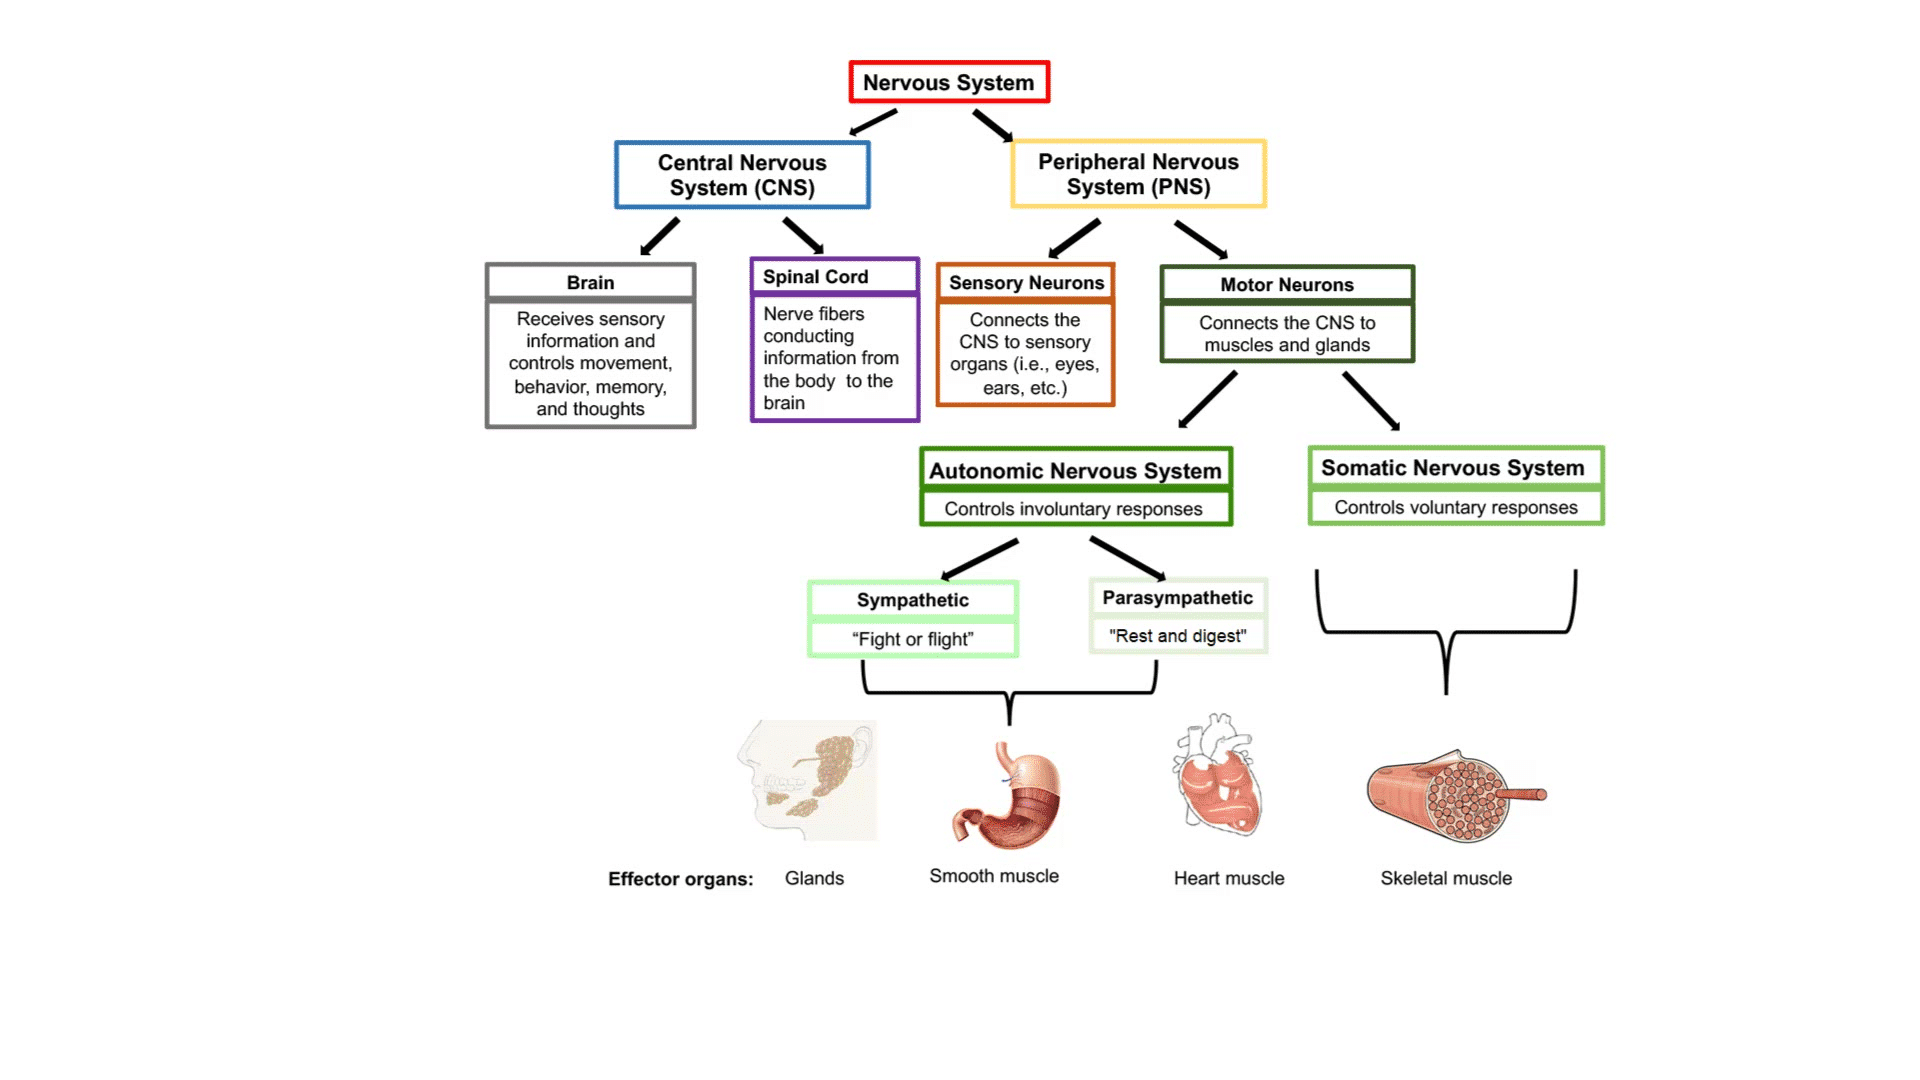 Nervous System
Central Nervous
System (CNS)
Peripheral Nervous
System (PNS)
Brain
Receives sensory
information and
controls movement,
behavior, memory,
and thoughts
Spinal Cord
Nerve fibers
conducting
information from
the body  to the
brain
Sensory Neurons
Connects the
CNS to sensory
organs (i.e., eyes,
ears, etc.)
Motor Neurons
Connects the CNS to
muscles and glands
Autonomic Nervous System
Controls involuntary responses
Somatic Nervous System
Controls voluntary responses
Sympathetic
“Fight or flight”
Parasympathetic
"Rest and digest"
Effector organs:
Glands
Smooth muscle
Heart muscle
Skeletal muscle